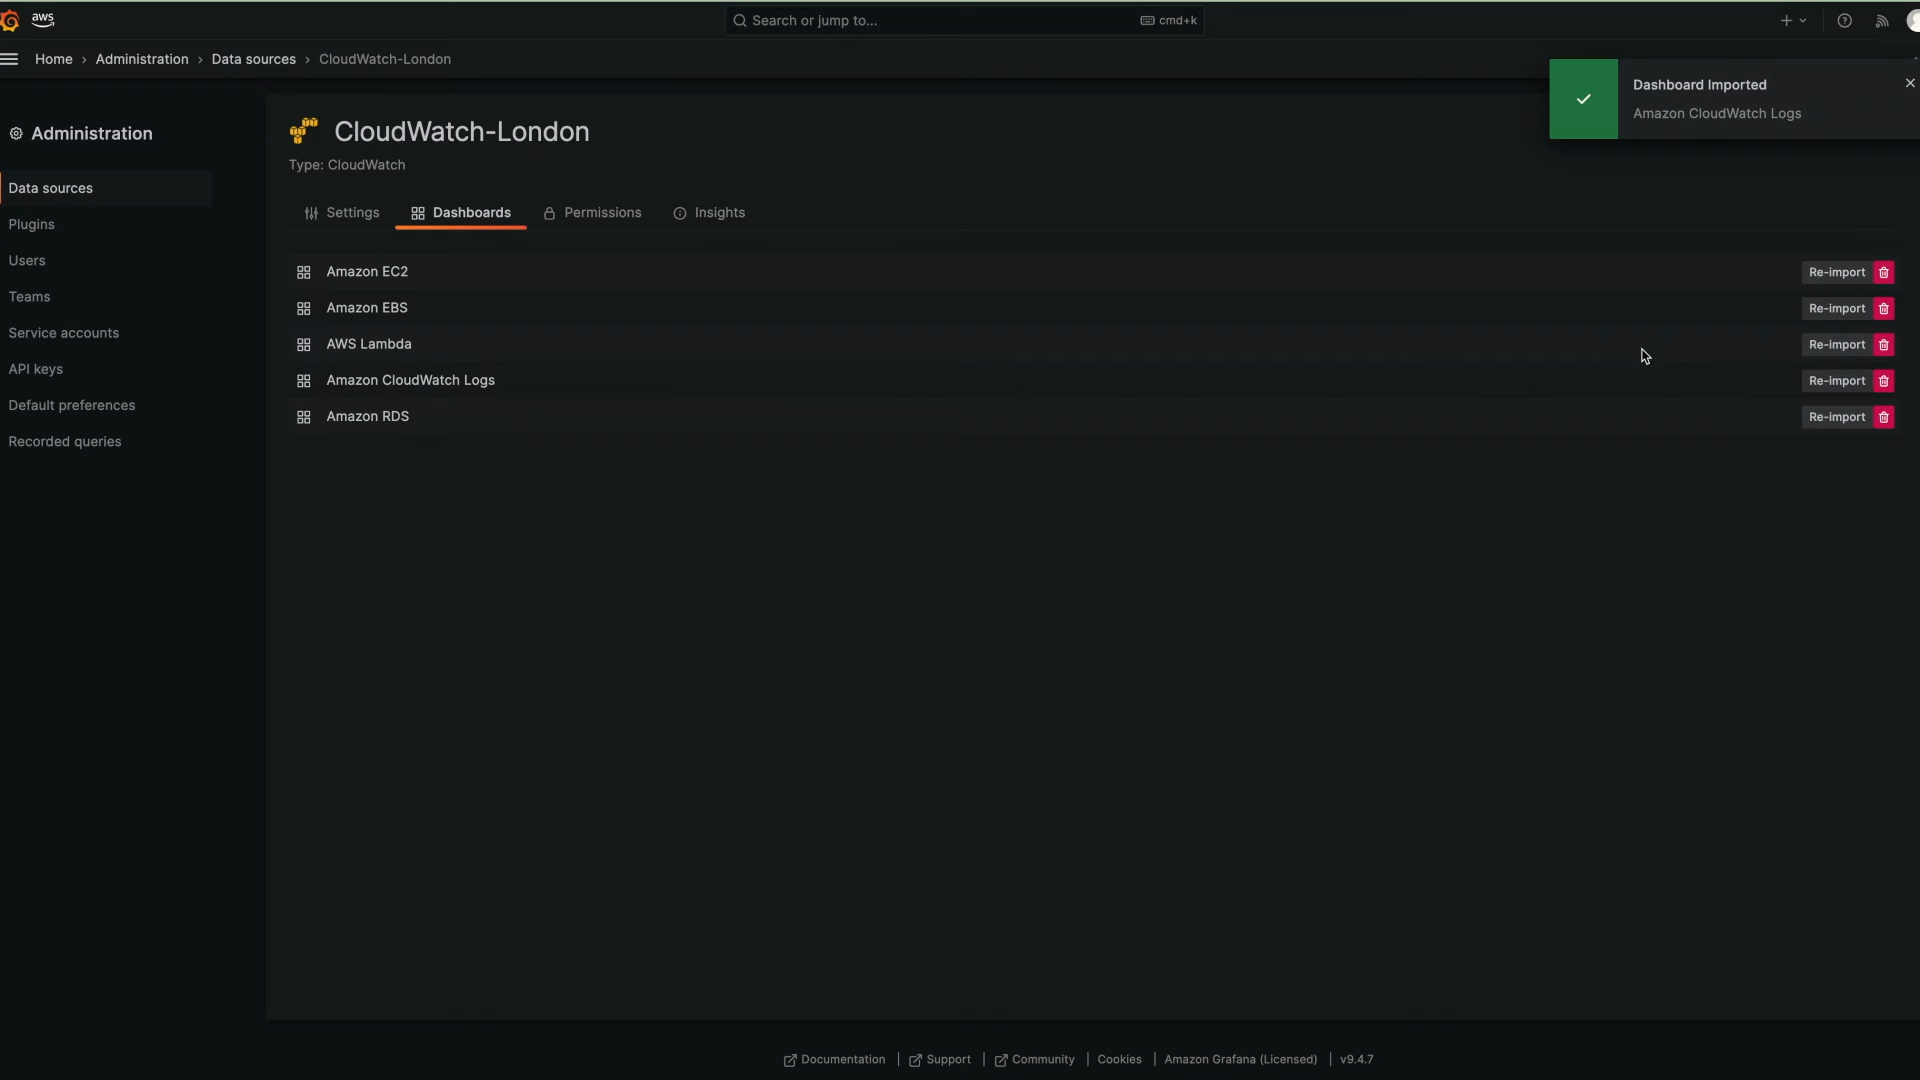 aws
Search or jump to...
cmd+k
Home › Administration › Data sources › CloudWatch-London
Dashboard Imported
Amazon CloudWatch Logs
Administration
Data sources
Plugins
Users
Teams
Service accounts
API keys
Default preferences
Recorded queries
CloudWatch-London
Type: CloudWatch
Settings Dashboards Permissions Insights
Amazon EC2 Re-import
Amazon EBS Re-import
AWS Lambda Re-import
Amazon CloudWatch Logs Re-import
Amazon RDS Re-import
Documentation | Support | Community | Cookies | Amazon Grafana (Licensed) | v9.4.7